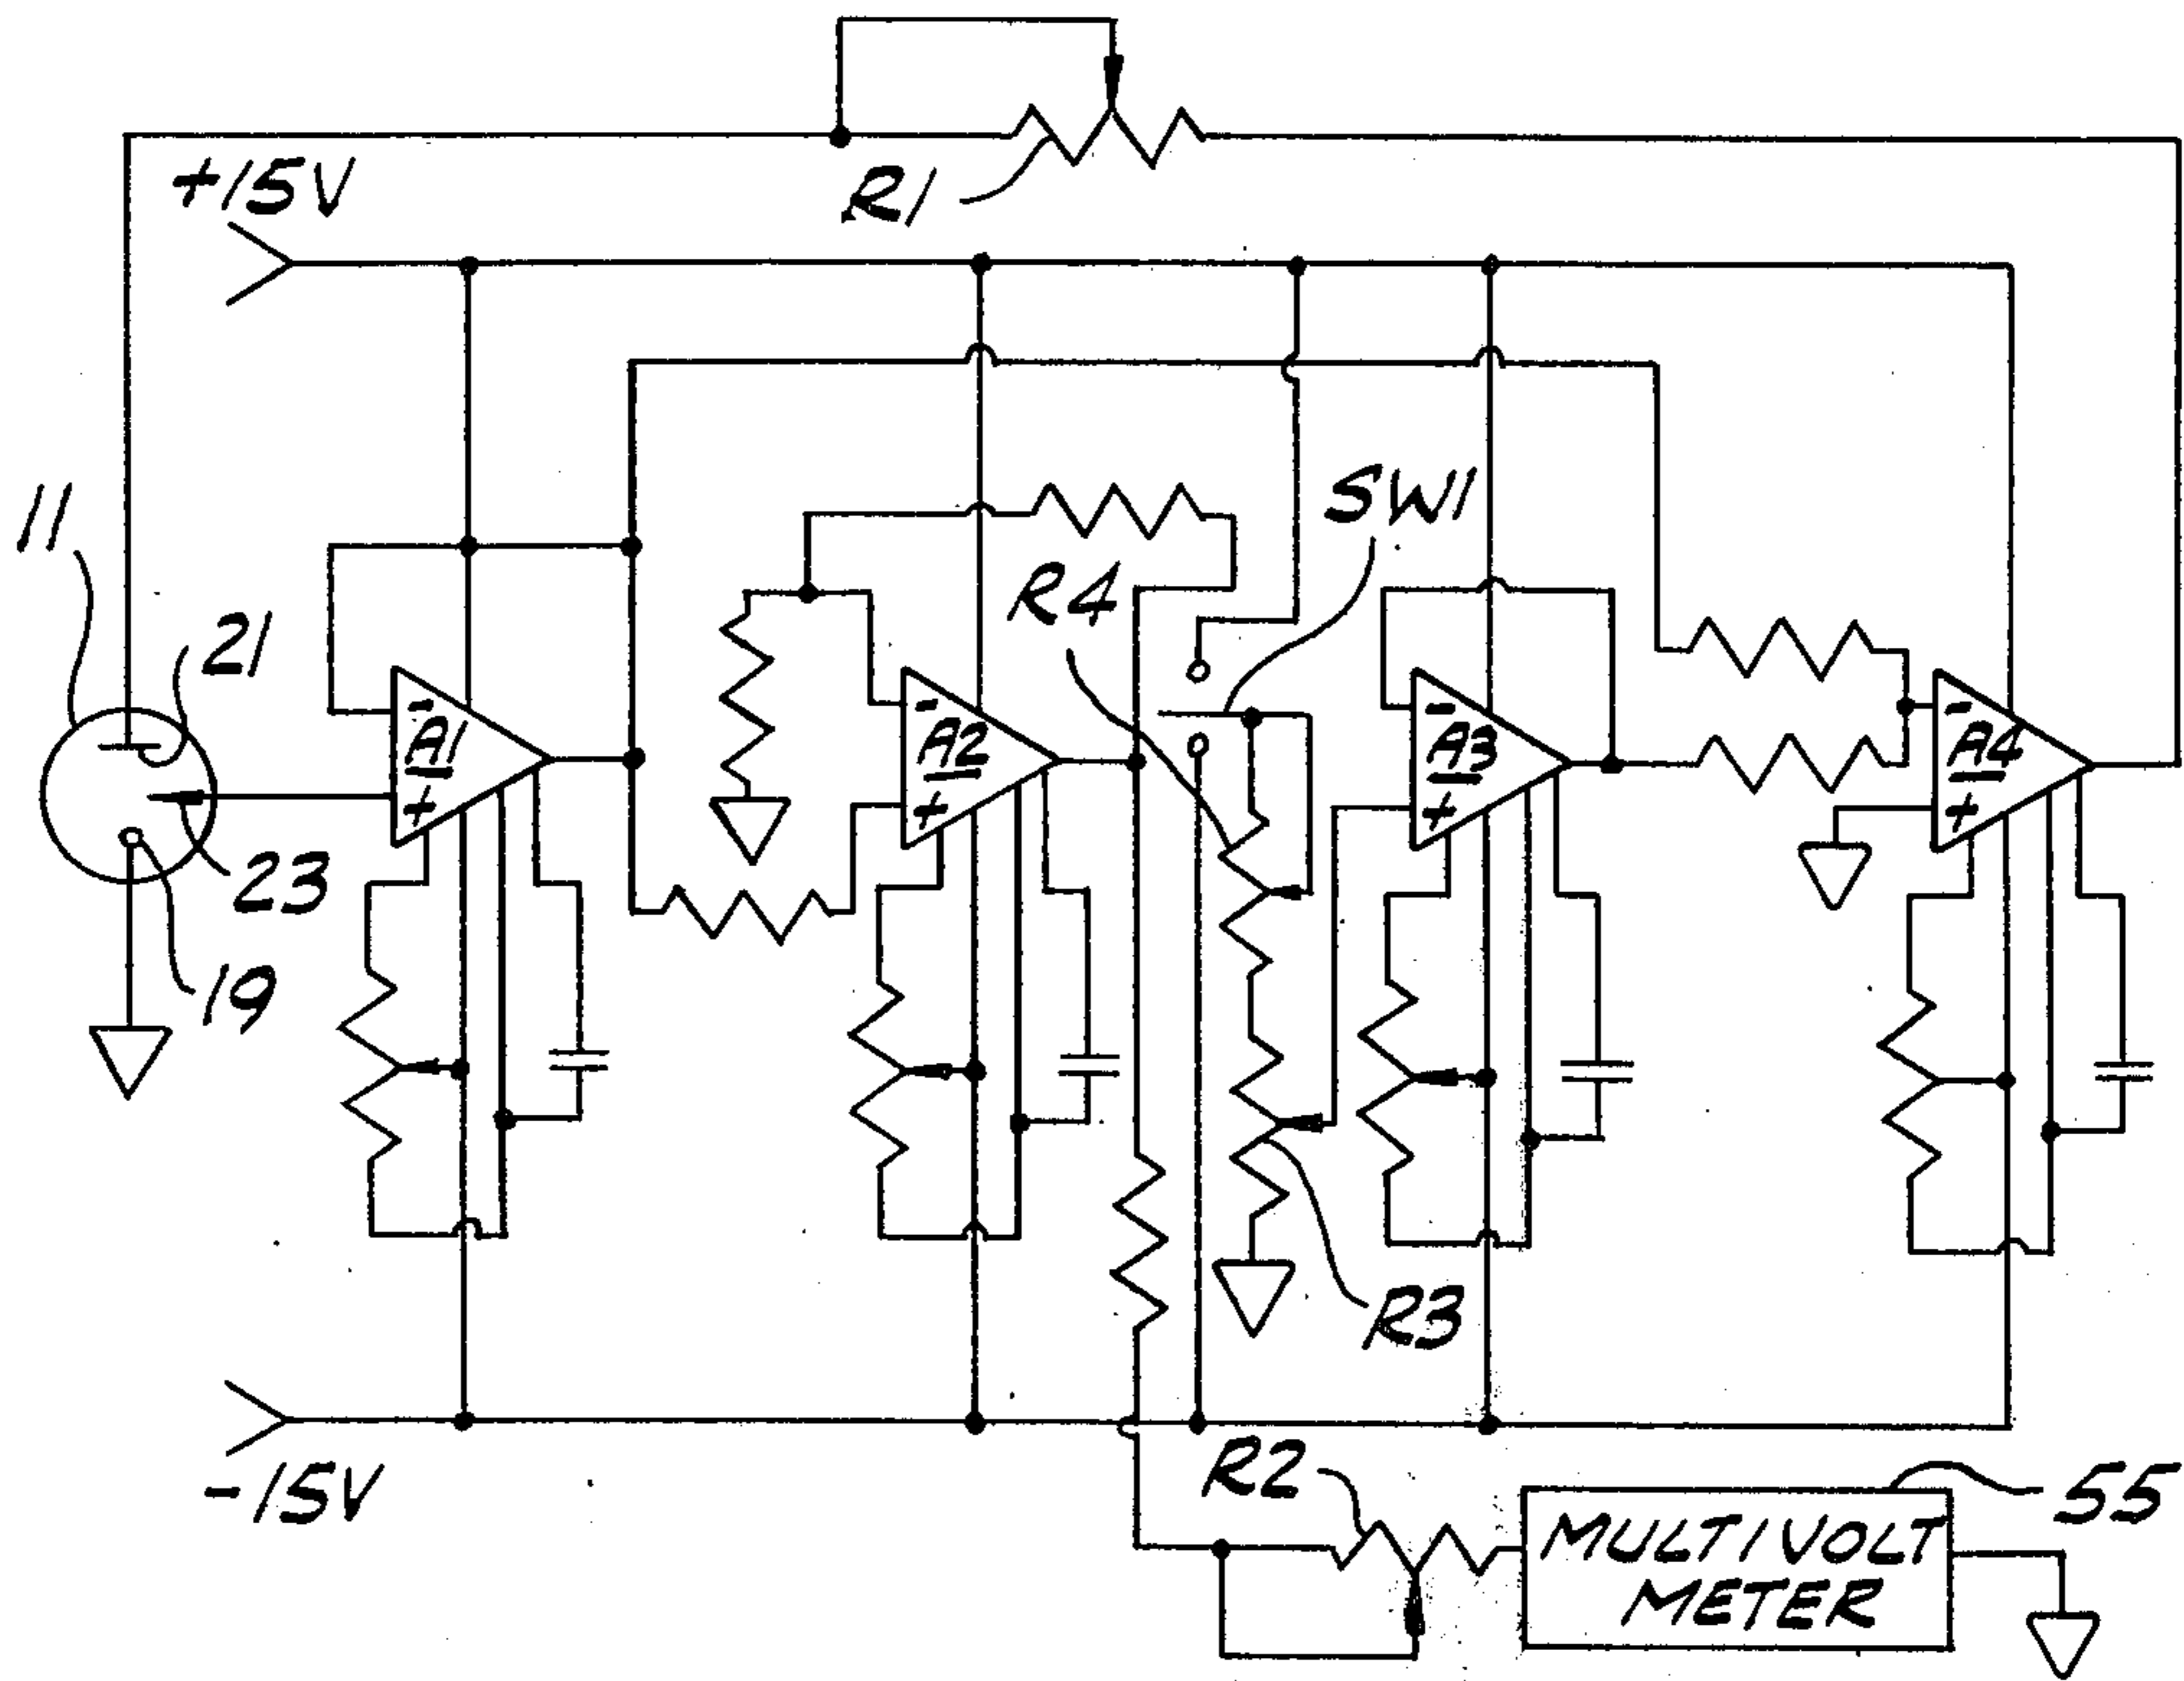 R1
+15V
11
SW1
R4
21
- A1 +
- A2 +
- A3 +
- A4 +
23
19
R3
-15V
R2
55
MULTIVOLT
METER